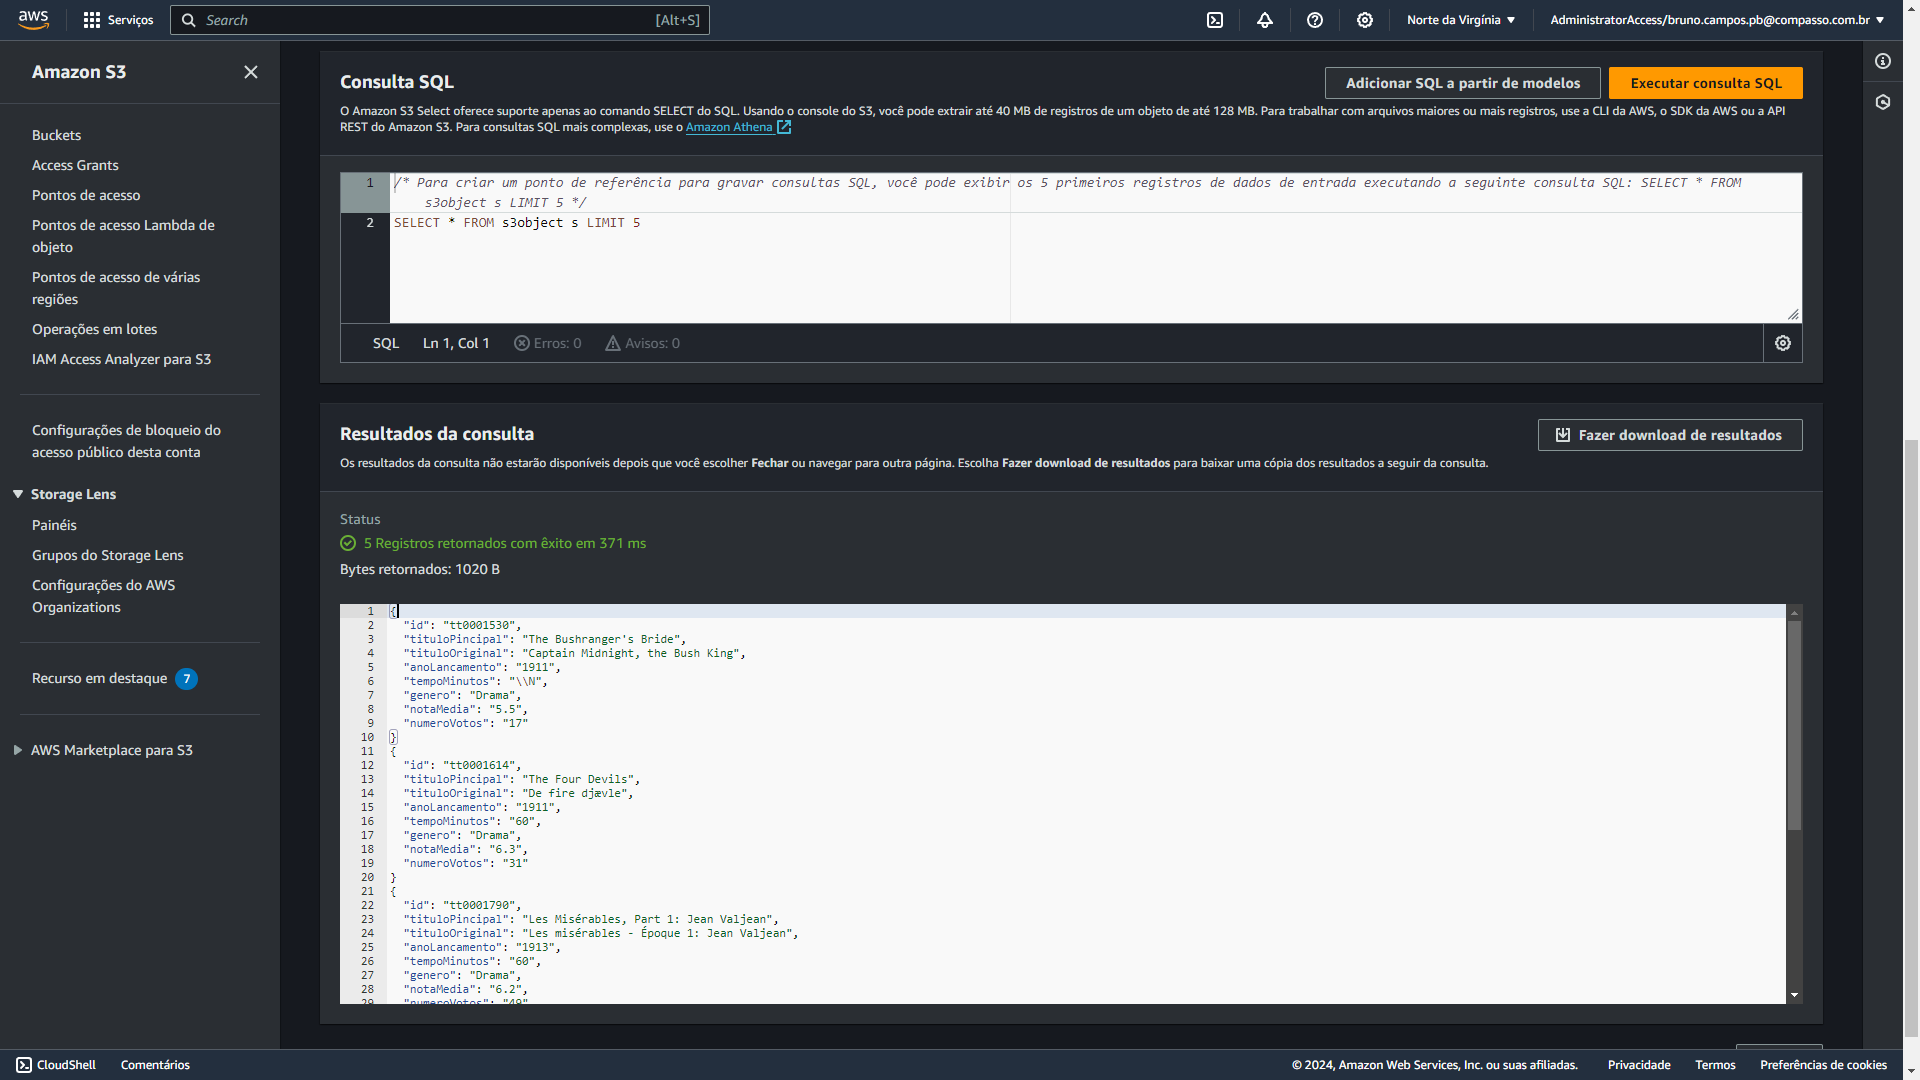 aws
Serviços
Search
[Alt+S]
Norte da Virgínia
AdministratorAccess/bruno.campos.pb@compasso.com.br
Amazon S3
Buckets
Access Grants
Pontos de acesso
Pontos de acesso Lambda de
objeto
Pontos de acesso de várias
regiões
Operações em lotes
IAM Access Analyzer para S3
Configurações de bloqueio do
acesso público desta conta
Storage Lens
Painéis
Grupos do Storage Lens
Configurações do AWS
Organizations
Recurso em destaque 7
AWS Marketplace para S3
Consulta SQL
Adicionar SQL a partir de modelos
Executar consulta SQL
O Amazon S3 Select oferece suporte apenas ao comando SELECT do SQL. Usando o console do S3, você pode extrair até 40 MB de registros de um objeto de até 128 MB. Para trabalhar com arquivos maiores ou mais registros, use a CLI da AWS, o SDK da AWS ou a API
REST do Amazon S3. Para consultas SQL mais complexas, use o Amazon Athena
1 /* Para criar um ponto de referência para gravar consultas SQL, você pode exibir os 5 primeiros registros de dados de entrada executando a seguinte consulta SQL: SELECT * FROM
s3object s LIMIT 5 */
2 SELECT * FROM s3object s LIMIT 5
SQL Ln 1, Col 1 Erros: 0 Avisos: 0
Resultados da consulta
Fazer download de resultados
Os resultados da consulta não estarão disponíveis depois que você escolher Fechar ou navegar para outra página. Escolha Fazer download de resultados para baixar uma cópia dos resultados a seguir da consulta.
Status
5 Registros retornados com êxito em 371 ms
Bytes retornados: 1020 B
1 {
2 "id": "tt0001530",
3 "tituloPincipal": "The Bushranger's Bride",
4 "tituloOriginal": "Captain Midnight, the Bush King",
5 "anoLancamento": "1911",
6 "tempoMinutos": "\\N",
7 "genero": "Drama",
8 "notaMedia": "5.5",
9 "numeroVotos": "17"
10 }
11 {
12 "id": "tt0001614",
13 "tituloPincipal": "The Four Devils",
14 "tituloOriginal": "De fire djævle",
15 "anoLancamento": "1911",
16 "tempoMinutos": "60",
17 "genero": "Drama",
18 "notaMedia": "6.3",
19 "numeroVotos": "31"
20 }
21 {
22 "id": "tt0001790",
23 "tituloPincipal": "Les Misérables, Part 1: Jean Valjean",
24 "tituloOriginal": "Les misérables - Époque 1: Jean Valjean",
25 "anoLancamento": "1913",
26 "tempoMinutos": "60",
27 "genero": "Drama",
28 "notaMedia": "6.2",
29 "numeroVotos": "49"
CloudShell
Comentários
© 2024, Amazon Web Services, Inc. ou suas afiliadas.
Privacidade
Termos
Preferências de cookies